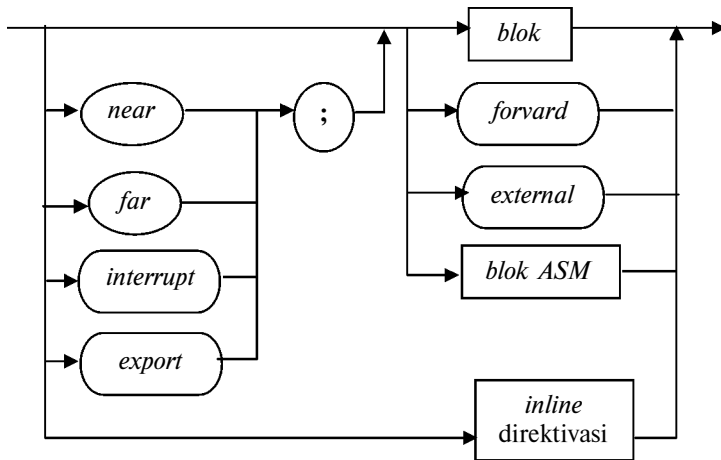 blok
near
;
forvard
far
external
interrupt
blok ASM
export
inline
direktivasi